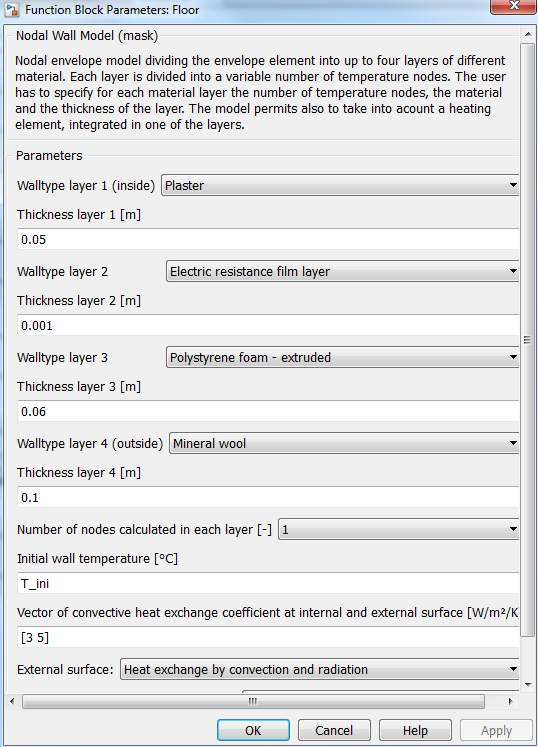 Function Block Parameters: Floor
Nodal Wall Model (mask)
Nodal envelope model dividing the envelope element into up to four layers of different
material. Each layer is divided into a variable number of temperature nodes. The user
has to specify for each material layer the number of temperature nodes, the material
and the thickness of the layer. The model permits also to take into acount a heating
element, integrated in one of the layers.
Parameters
Walltype layer 1 (inside) Plaster
Thickness layer 1 [m]
0.05
Walltype layer 2 Electric resistance film layer
Thickness layer 2 [m]
0.001
Walltype layer 3 Polystyrene foam - extruded
Thickness layer 3 [m]
0.06
Walltype layer 4 (outside) Mineral wool
Thickness layer 4 [m]
0.1
Number of nodes calculated in each layer [-] 1
Initial wall temperature [ºC]
T_ini
Vector of convective heat exchange coefficient at internal and external surface [W/m²/K
[3 5]
External surface: Heat exchange by convection and radiation
OK Cancel Help Apply